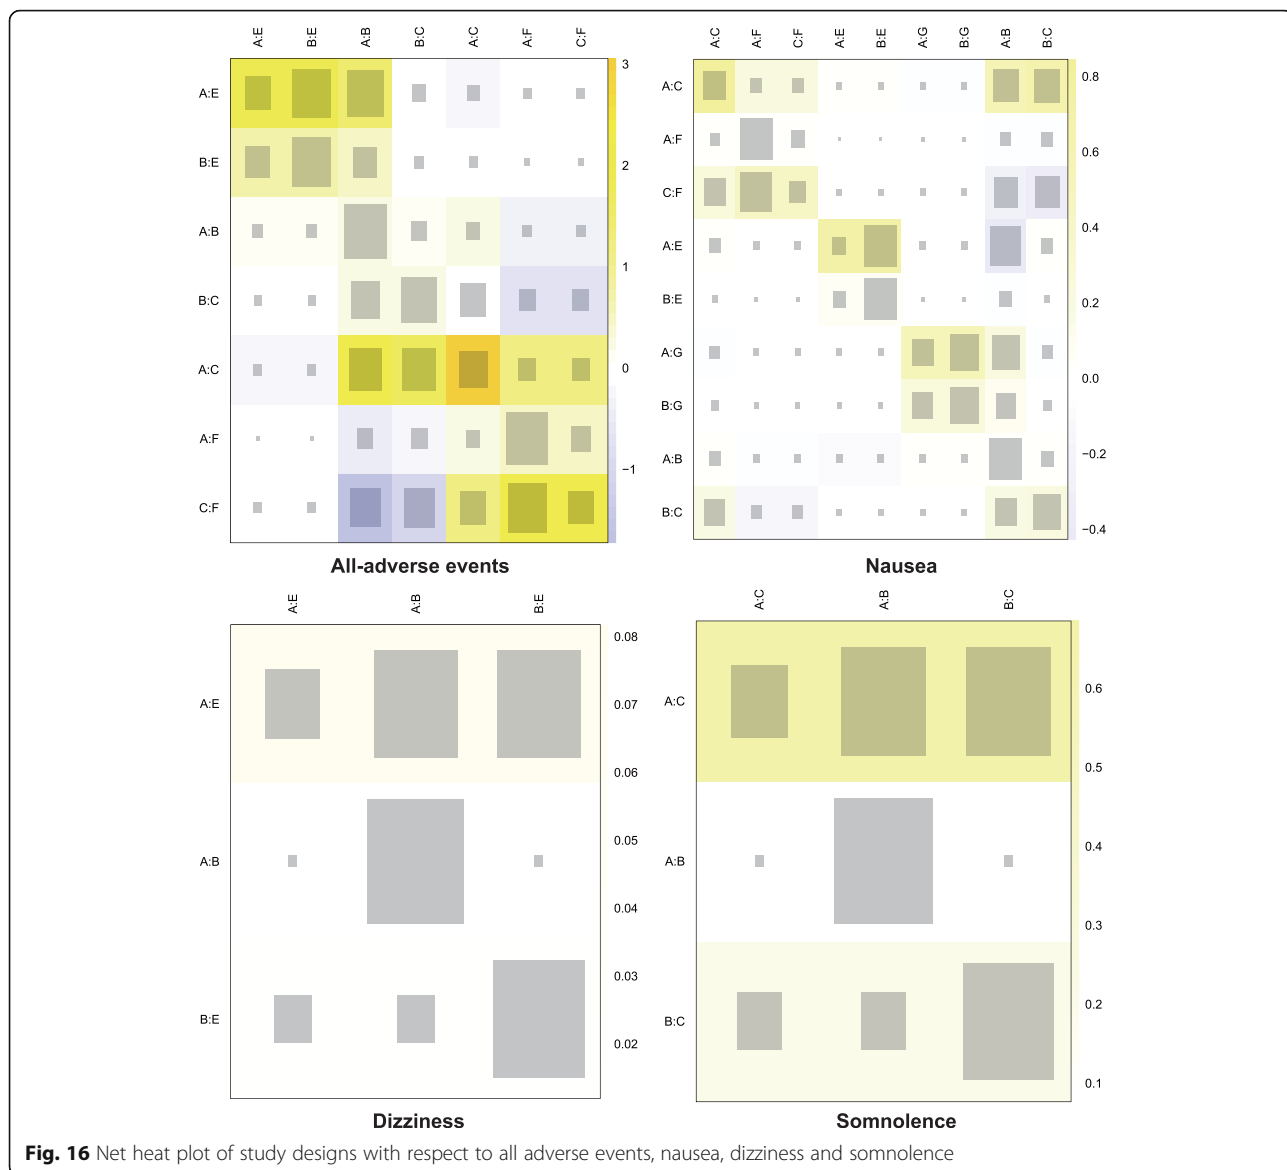 A:E B:E A:B B:C A:C A:F C:F
A:E
B:E
A:B
B:C
A:C
A:F
C:F
3
2
1
0
−1
All-adverse events
A:C A:F C:F A:E B:E A:G B:G A:B B:C
A:C
A:F
C:F
A:E
B:E
A:G
B:G
A:B
B:C
0.8
0.6
0.4
0.2
0.0
−0.2
−0.4
Nausea
A:E A:B B:E
A:E
A:B
B:E
0.08
0.07
0.06
0.05
0.04
0.03
0.02
Dizziness
A:C A:B B:C
A:C
A:B
B:C
0.6
0.5
0.4
0.3
0.2
0.1
Somnolence
Fig. 16 Net heat plot of study designs with respect to all adverse events, nausea, dizziness and somnolence